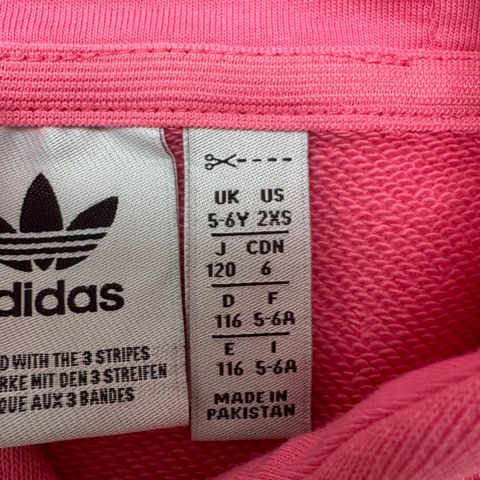 adidas
D WITH THE 3 STRIPES
RKE MIT DEN 3 STREIFEN
QUE AUX 3 BANDES
UK US
5-6Y 2XS
J CDN
120 6
D F
116 5-6A
E I
116 5-6A
MADE IN
PAKISTAN